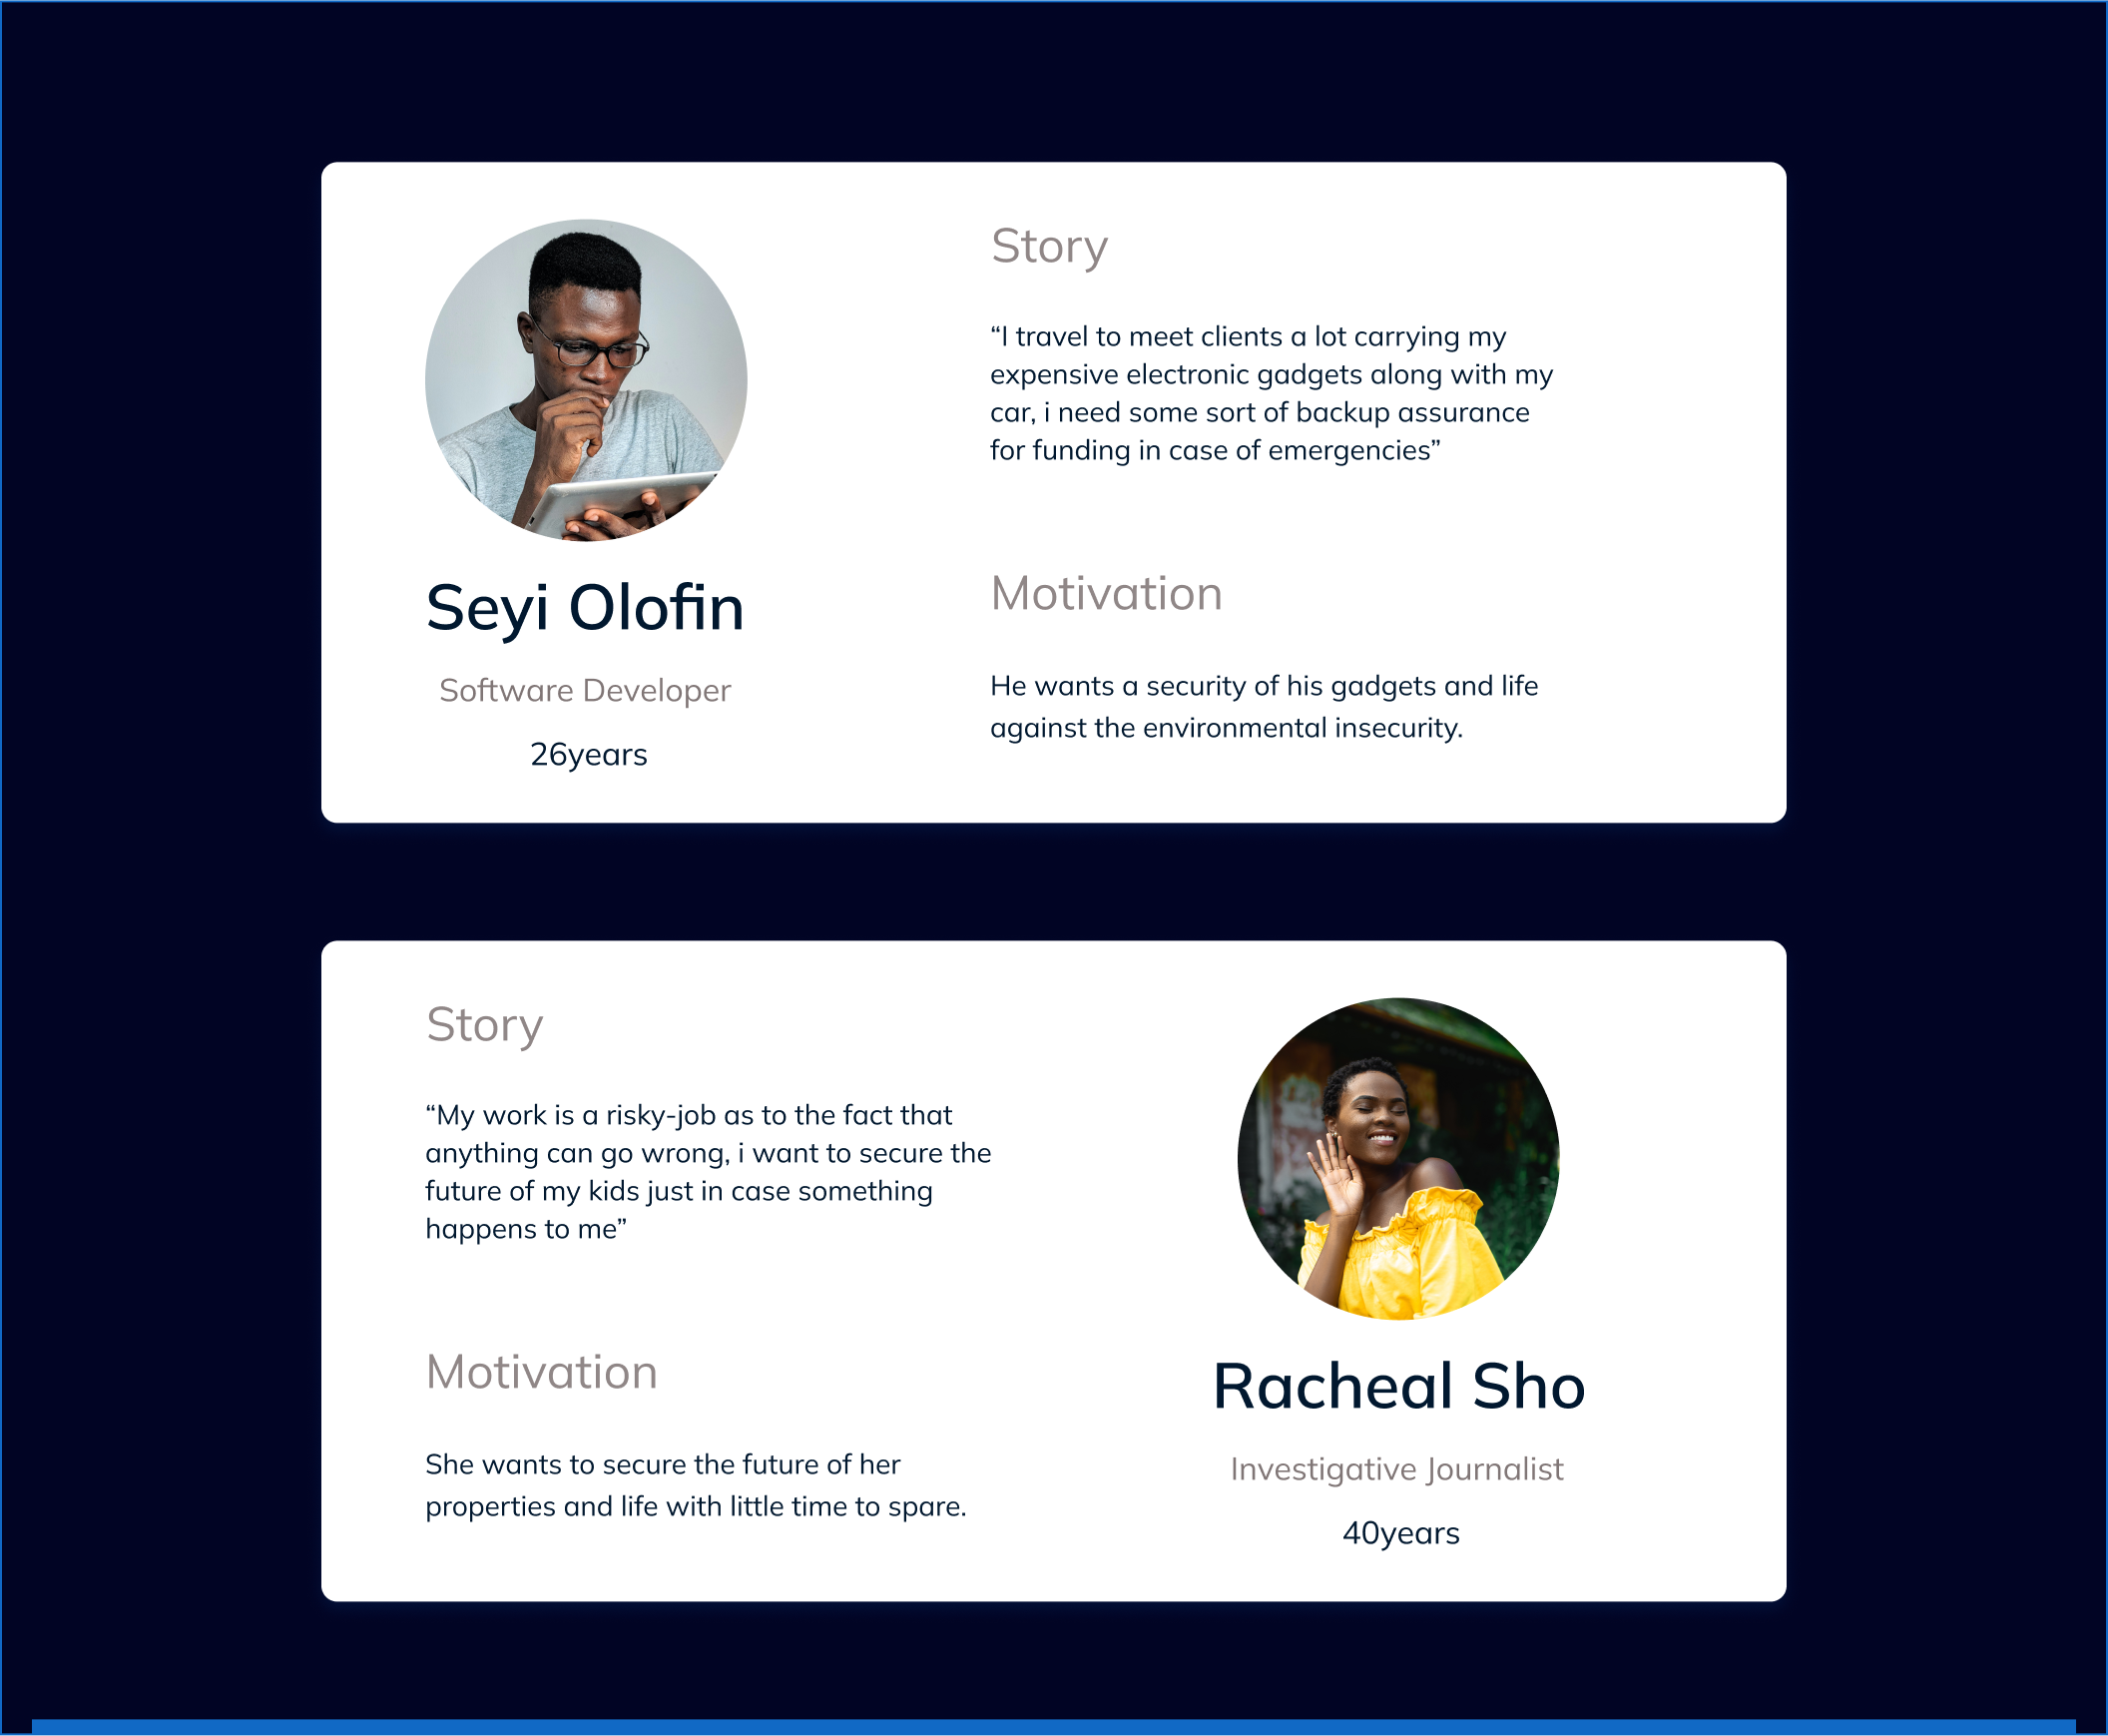 Seyi Olofin
Software Developer
26years
Story
“I travel to meet clients a lot carrying my
expensive electronic gadgets along with my
car, i need some sort of backup assurance
for funding in case of emergencies”
Motivation
He wants a security of his gadgets and life
against the environmental insecurity.
Story
“My work is a risky-job as to the fact that
anything can go wrong, i want to secure the
future of my kids just in case something
happens to me”
Motivation
She wants to secure the future of her
properties and life with little time to spare.
Racheal Sho
Investigative Journalist
40years